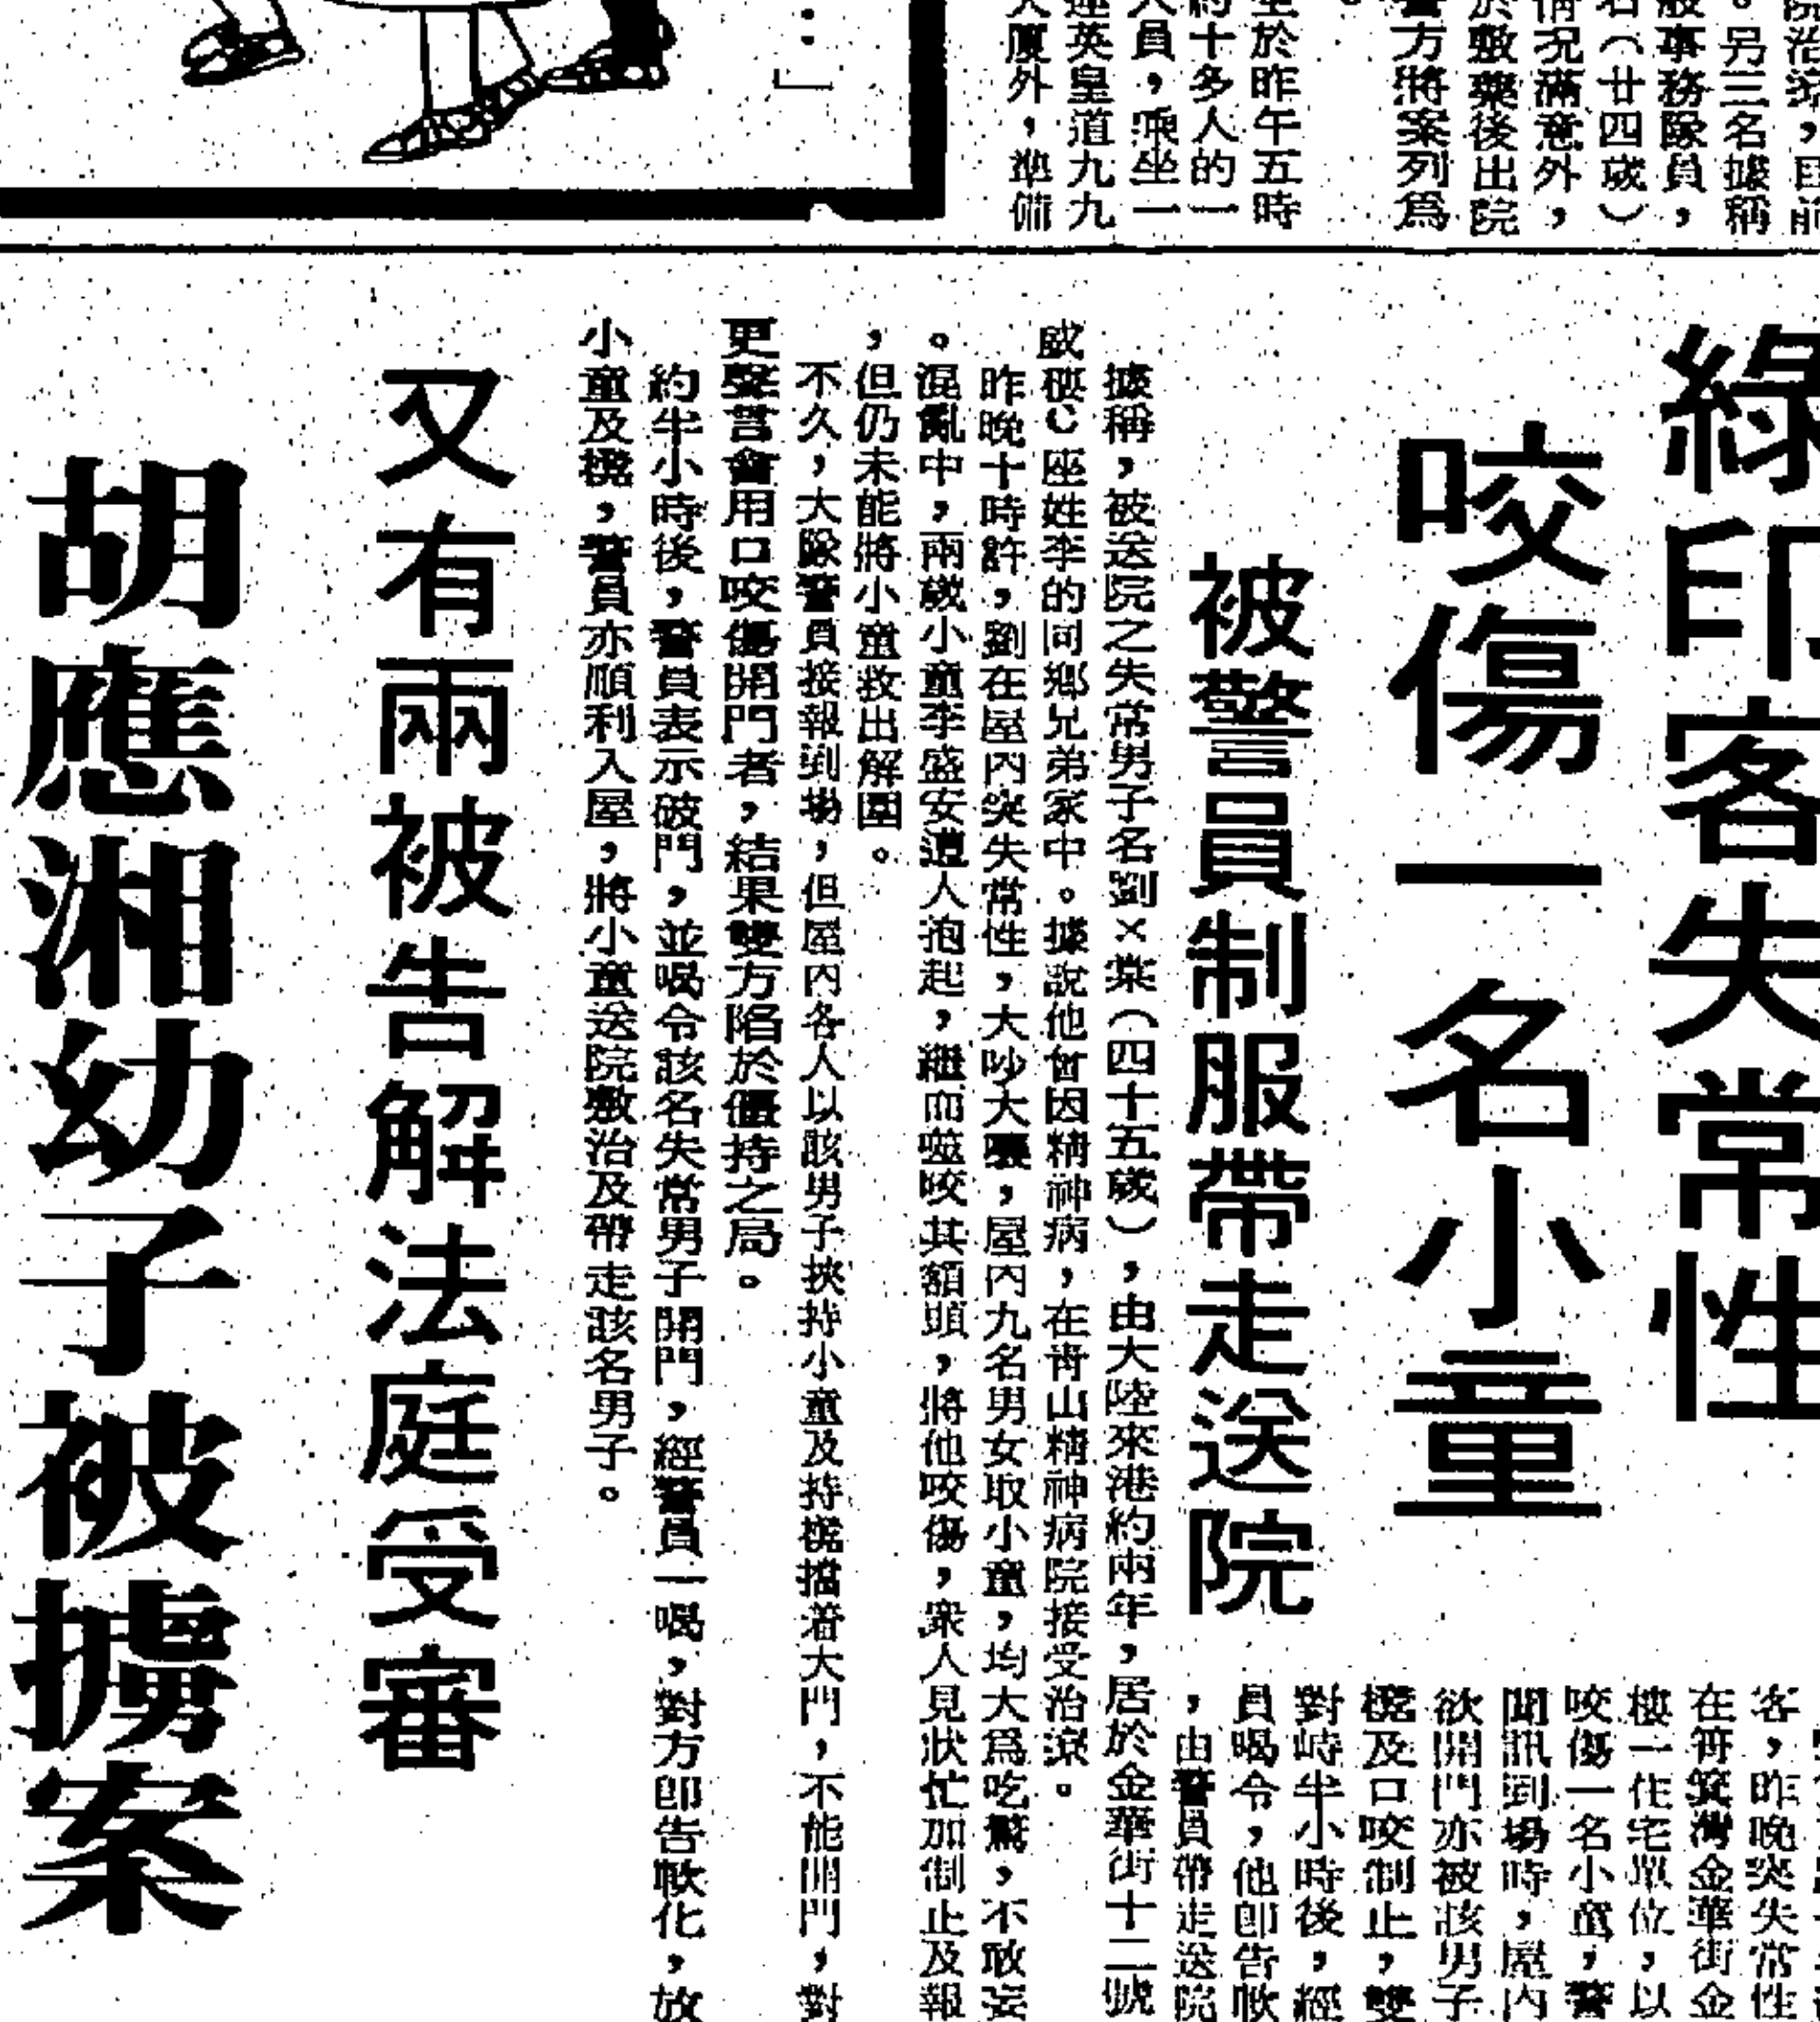 院治療，目前
。另三名據稱
般事務隊員，
名（廿四歲）
情况滿意外，
於敷藥後出院
警方將案列爲
至於昨午五時
約十多人的一
人員，乘坐一
達英皇道九九
大厦外，準備
…」
綠印客失常性
咬傷一名小童
被警員制服帶走送院
客，昨晚突失常性
在筲箕灣金華街金
樓一住宅單位，以
咬傷一名小童，警
聞訊到場時，屋內
欲開門亦被該男子
櫈及口咬制止，雙
對峙半小時後，經
員喝令，他卽告軟
，由警員帶走送院
據稱，被送院之失常男子名劉×棠（四十五歲），由大陸來港約兩年，居於金華街十二號
威樓C座姓李的同鄉兄弟家中。據說他曾因精神病，在靑山精神病院接受治療。
昨晚十時許，劉在屋內突失常性，大吵大嚷，屋內九名男女取小童，均大爲吃驚，不敢妄
。混亂中，兩歲小童李盛安遭人抱起，繼而噬咬其額頭，將他咬傷，衆人見狀忙加制止及報
，但仍未能將小童救出解圍。
不久，大隊警員接報到場，但屋內各人以該男子挾持小童及持櫈擋着大門，不能開門，對
更聲言會用口咬傷開門者，結果雙方陷於僵持之局。
約半小時後，警員表示破門，並喝令該名失常男子開門，經警員一喝，對方卽告軟化，放
小童及櫈，警員亦順利入屋，將小童送院敷治及帶走該名男子。
又有兩被告解法庭受審
胡應湘幼子被擄案